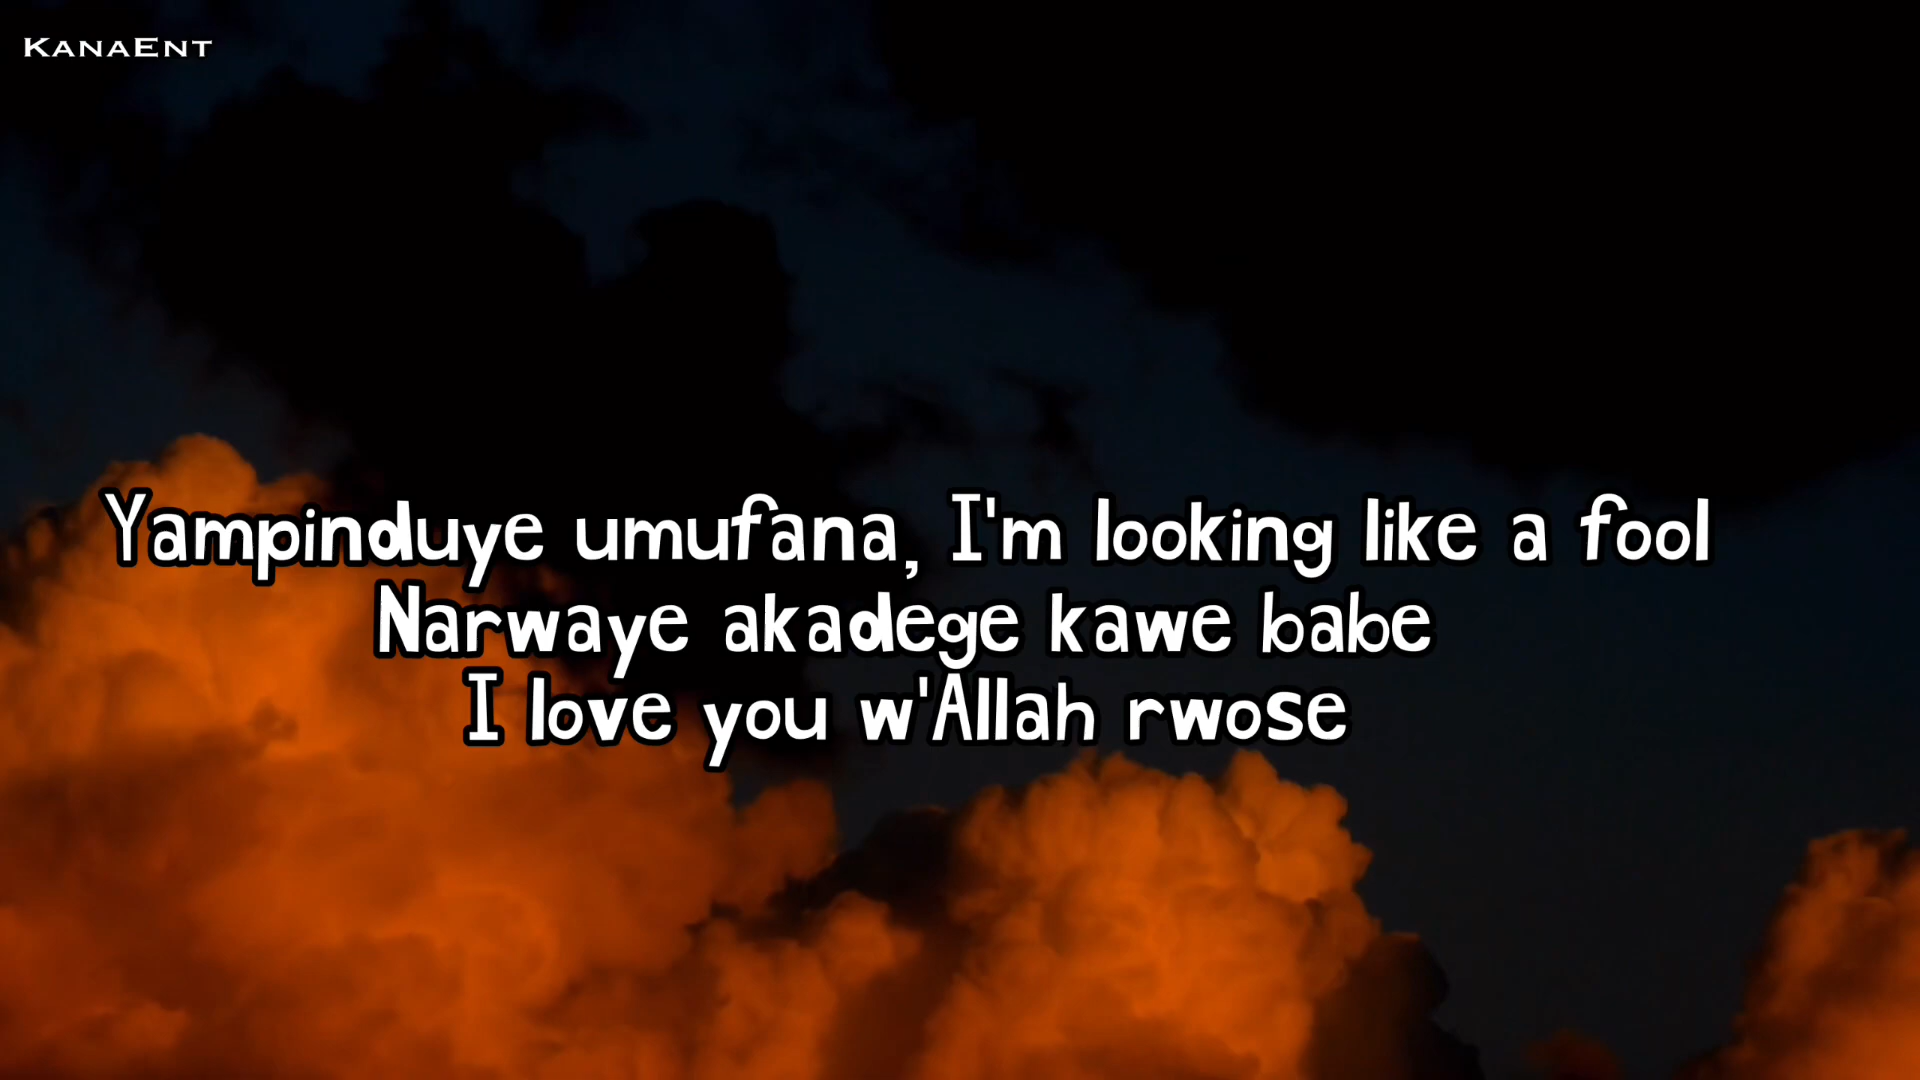 KanaEnt
Yampinduye umufana, I'm looking like a fool
Narwaye akadege kawe babe
I love you w'Allah rwose